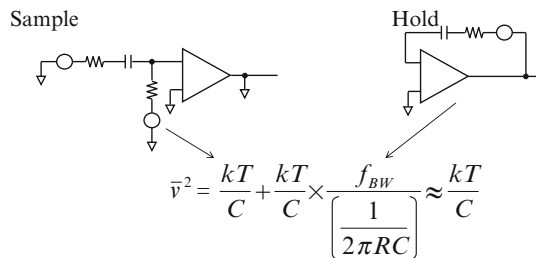 Sample
Hold
v̄² = kT/C + kT/C × f_BW/(1/2πRC) ≈ kT/C